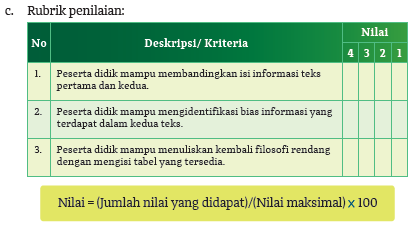 c. Rubrik penilaian:
No Deskripsi/ Kriteria Nilai
4 3 2 1
1. Peserta didik mampu membandingkan isi informasi teks
pertama dan kedua.
2. Peserta didik mampu mengidentifikasi bias informasi yang
terdapat dalam kedua teks.
3. Peserta didik mampu menuliskan kembali filosofi rendang
dengan mengisi tabel yang tersedia.
Nilai = (Jumlah nilai yang didapat)/(Nilai maksimal) x 100